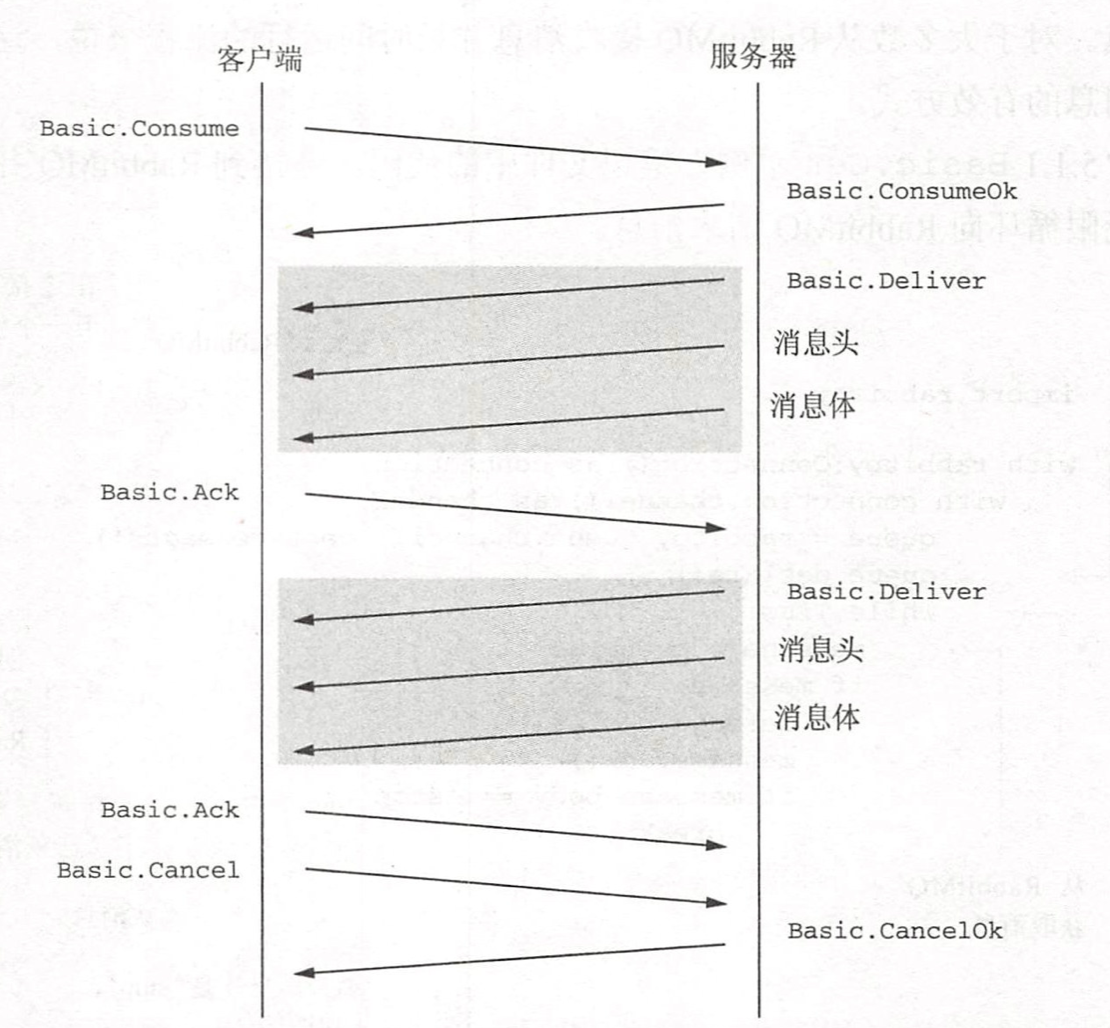 客户端
服务器
Basic.Consume
Basic.ConsumeOk
Basic.Deliver
消息头
消息体
Basic.Ack
Basic.Deliver
消息头
消息体
Basic.Ack
Basic.Cancel
Basic.CancelOk